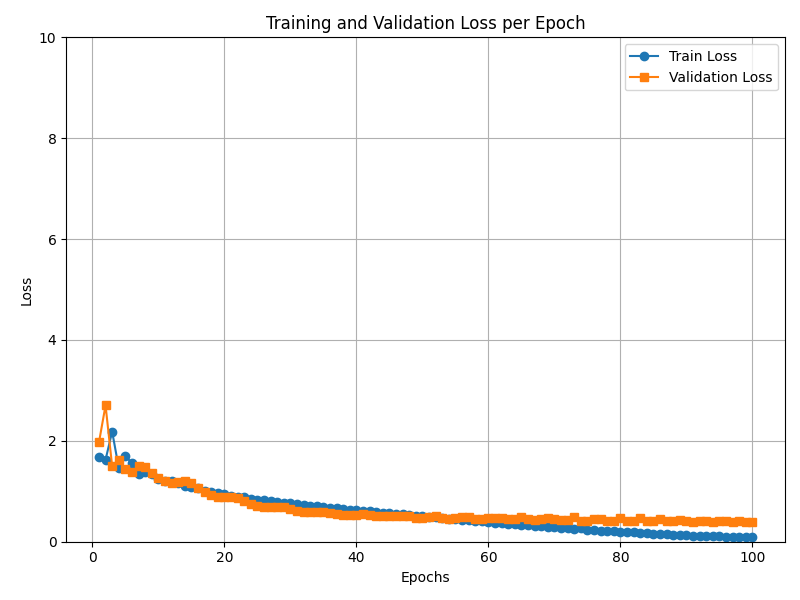 Training and Validation Loss per Epoch
10
Train Loss
Validation Loss
8
6
Loss
4
2
0
0 20 40 60 80 100
Epochs